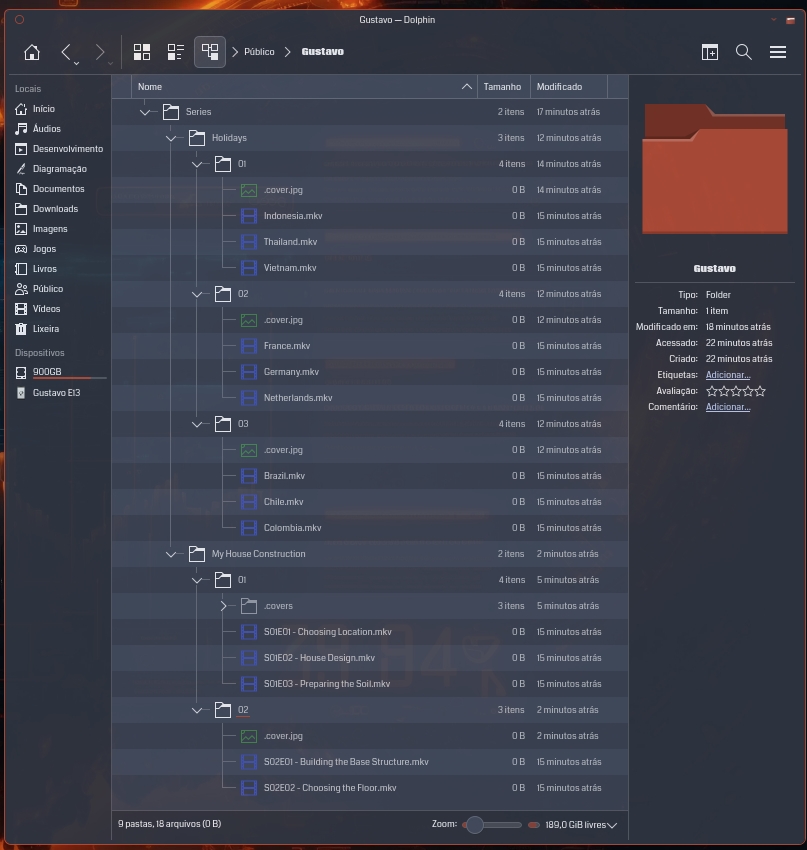 Gustavo — Dolphin
Público
Gustavo
Locais
Início
Áudios
Desenvolvimento
Diagramação
Documentos
Downloads
Imagens
Jogos
Livros
Público
Vídeos
Lixeira
Dispositivos
900GB
Gustavo E13
Nome Tamanho Modificado
Series 2 itens 17 minutos atrás
Holidays 3 itens 12 minutos atrás
01 4 itens 14 minutos atrás
.cover.jpg 0 B 14 minutos atrás
Indonesia.mkv 0 B 15 minutos atrás
Thailand.mkv 0 B 15 minutos atrás
Vietnam.mkv 0 B 15 minutos atrás
02 4 itens 12 minutos atrás
.cover.jpg 0 B 12 minutos atrás
France.mkv 0 B 15 minutos atrás
Germany.mkv 0 B 15 minutos atrás
Netherlands.mkv 0 B 15 minutos atrás
03 4 itens 12 minutos atrás
.cover.jpg 0 B 12 minutos atrás
Brazil.mkv 0 B 15 minutos atrás
Chile.mkv 0 B 15 minutos atrás
Colombia.mkv 0 B 15 minutos atrás
My House Construction 2 itens 2 minutos atrás
01 4 itens 5 minutos atrás
.covers 3 itens 5 minutos atrás
S01E01 - Choosing Location.mkv 0 B 15 minutos atrás
S01E02 - House Design.mkv 0 B 15 minutos atrás
S01E03 - Preparing the Soil.mkv 0 B 15 minutos atrás
02 3 itens 2 minutos atrás
.cover.jpg 0 B 2 minutos atrás
S02E01 - Building the Base Structure.mkv 0 B 15 minutos atrás
S02E02 - Choosing the Floor.mkv 0 B 15 minutos atrás
9 pastas, 18 arquivos (0 B) Zoom: 189,0 GiB livres
Gustavo
Tipo: Folder
Tamanho: 1 item
Modificado em: 18 minutos atrás
Acessado: 22 minutos atrás
Criado: 22 minutos atrás
Etiquetas: Adicionar...
Avaliação:
Comentário: Adicionar...